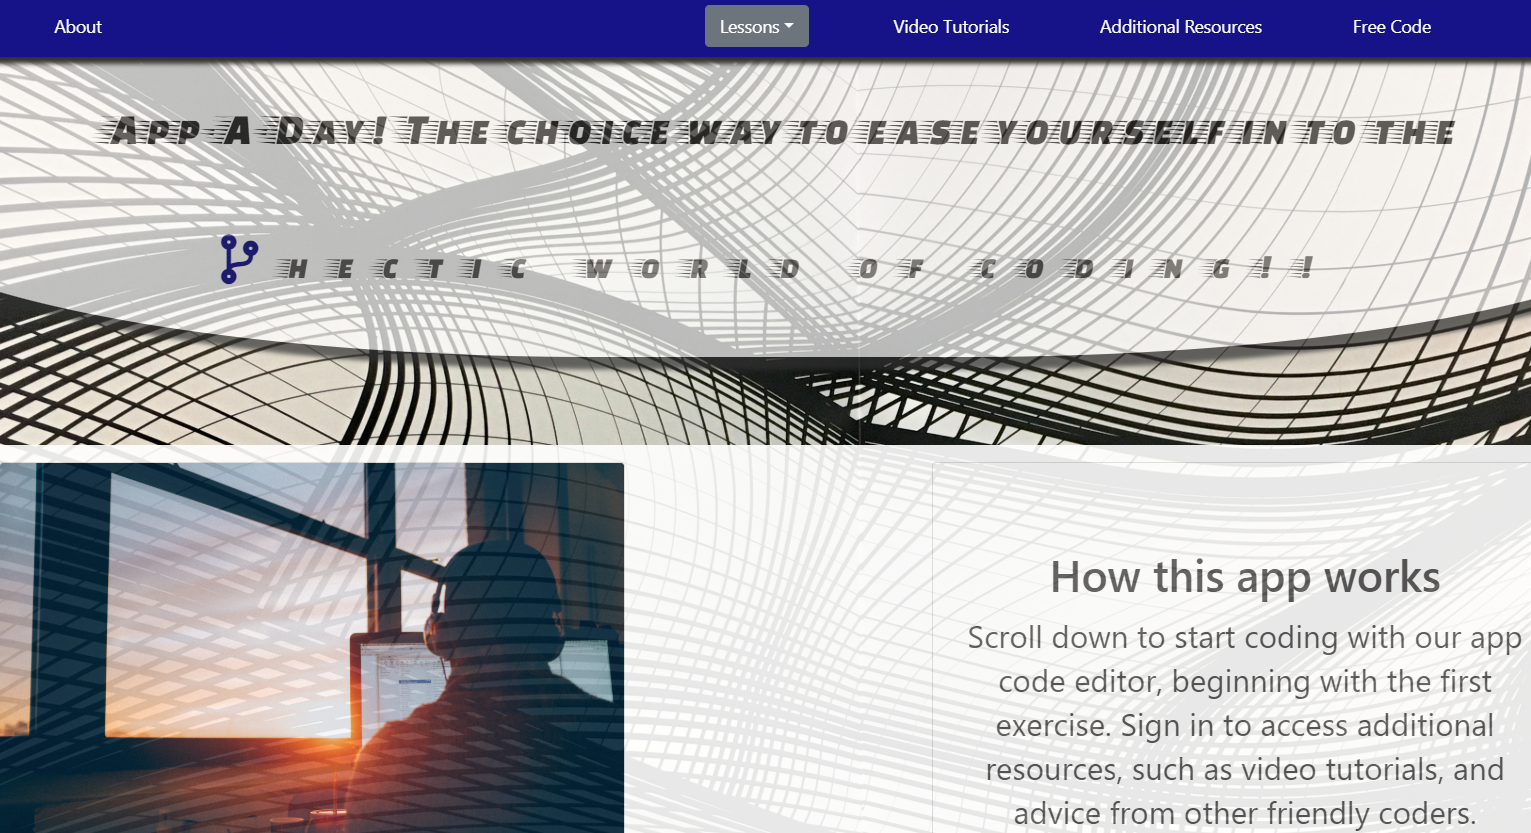 About Lessons Video Tutorials Additional Resources Free Code
App A Day! The choice way to ease yourself in to the
hectic world of coding!!
How this app works
Scroll down to start coding with our app
code editor, beginning with the first
exercise. Sign in to access additional
resources, such as video tutorials, and
advice from other friendly coders.